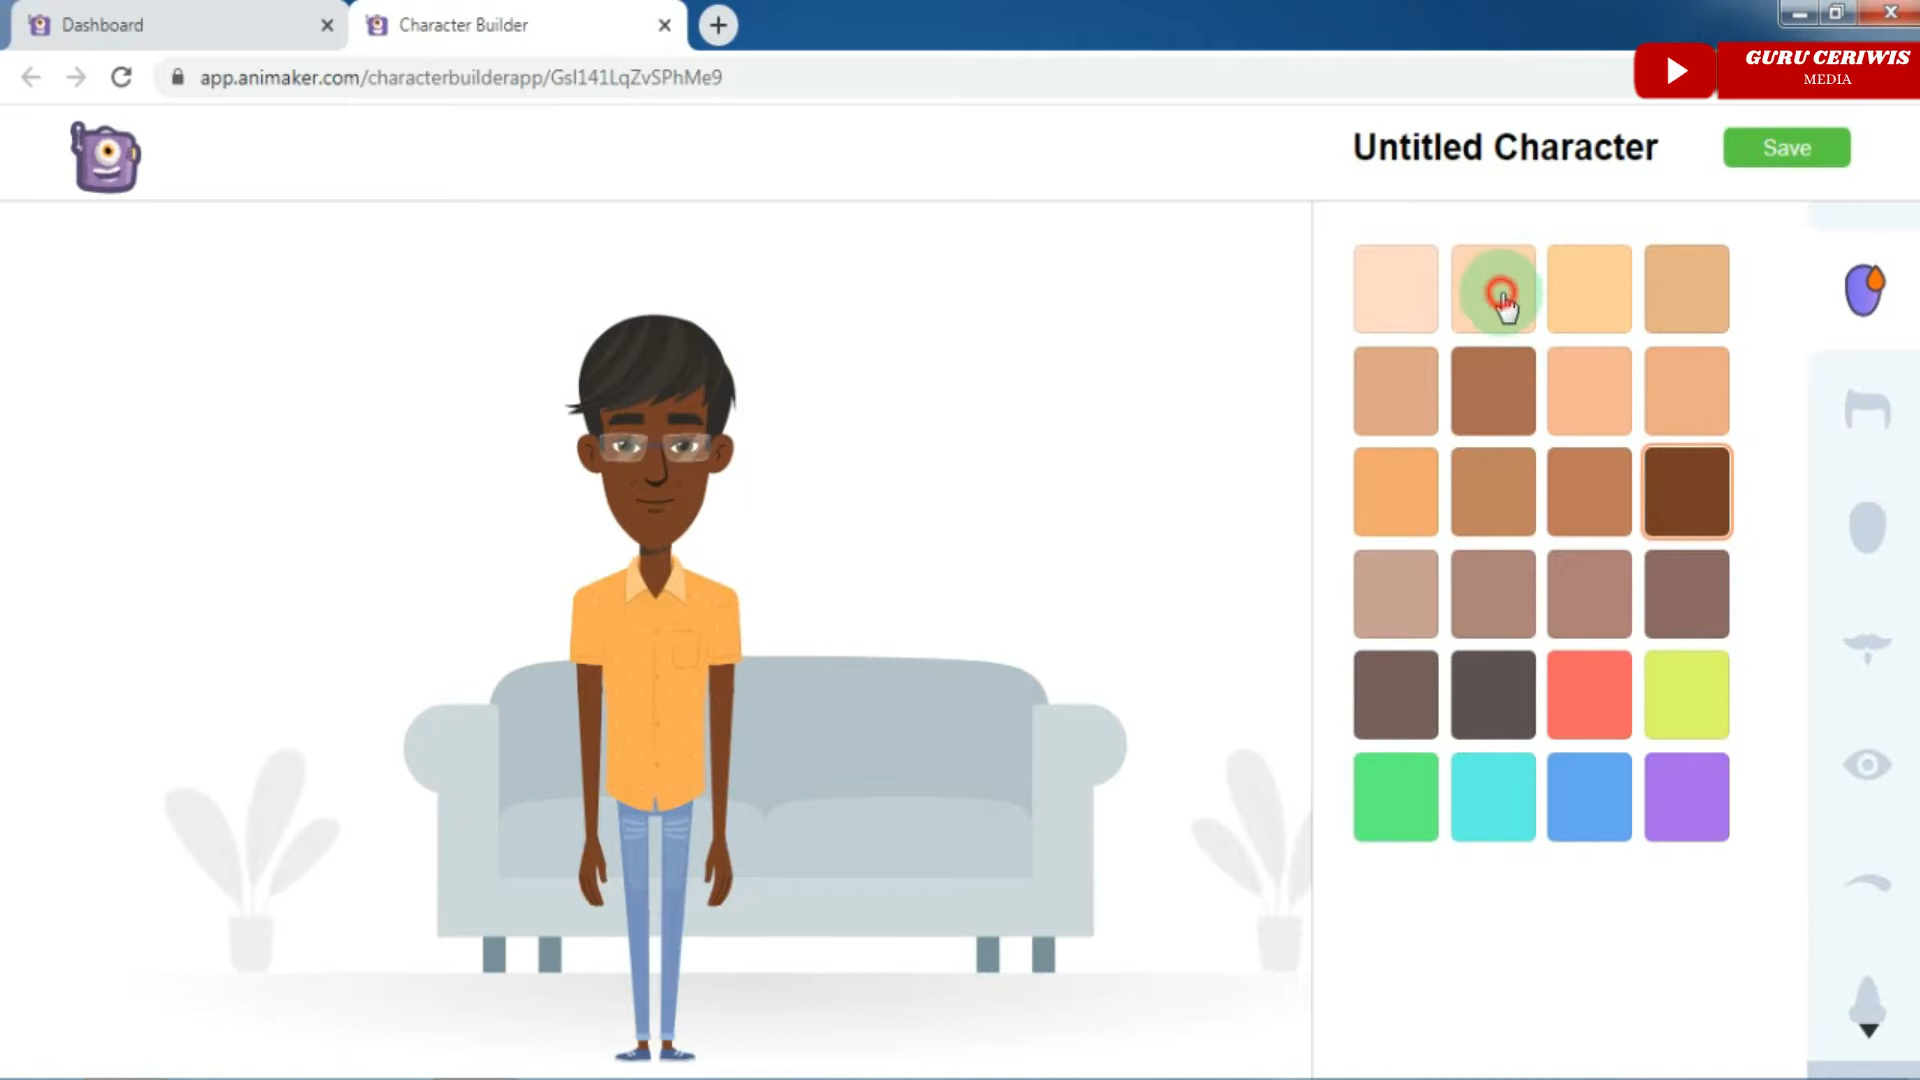 Dashboard
Character Builder
app.animaker.com/characterbuilderapp/GsI141LqZvSPhMe9
GURU CERIWIS
MEDIA
Untitled Character
Save